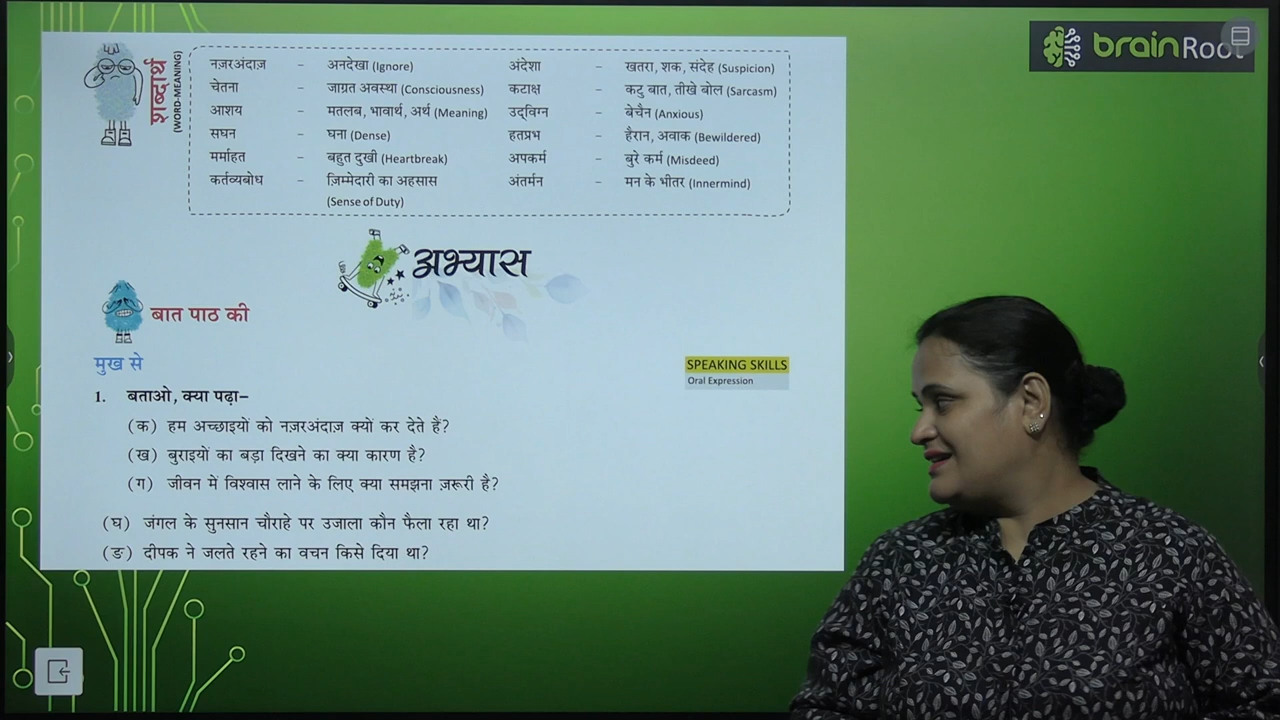 brainRoot
शब्दार्थ
(WORD-MEANING)
नज़रअंदाज़ – अनदेखा (Ignore) अंदेशा – खतरा, शक, संदेह (Suspicion)
चेतना – जाग्रत अवस्था (Consciousness) कटाक्ष – कटु बात, तीखे बोल (Sarcasm)
आशय – मतलब, भावार्थ, अर्थ (Meaning) उद्‌विग्न – बेचैन (Anxious)
सघन – घना (Dense) हतप्रभ – हैरान, अवाक (Bewildered)
मर्माहत – बहुत दुखी (Heartbreak) अपकर्म – बुरे कर्म (Misdeed)
कर्तव्यबोध – ज़िम्मेदारी का अहसास अंतर्मन – मन के भीतर (Innermind)
(Sense of Duty)
अभ्यास
बात पाठ की
मुख से
SPEAKING SKILLS
Oral Expression
1. बताओ, क्या पढ़ा–
(क) हम अच्छाइयों को नज़रअंदाज़ क्यों कर देते हैं?
(ख) बुराइयों का बड़ा दिखने का क्या कारण है?
(ग) जीवन में विश्वास लाने के लिए क्या समझना ज़रूरी है?
(घ) जंगल के सुनसान चौराहे पर उजाला कौन फैला रहा था?
(ङ) दीपक ने जलते रहने का वचन किसे दिया था?